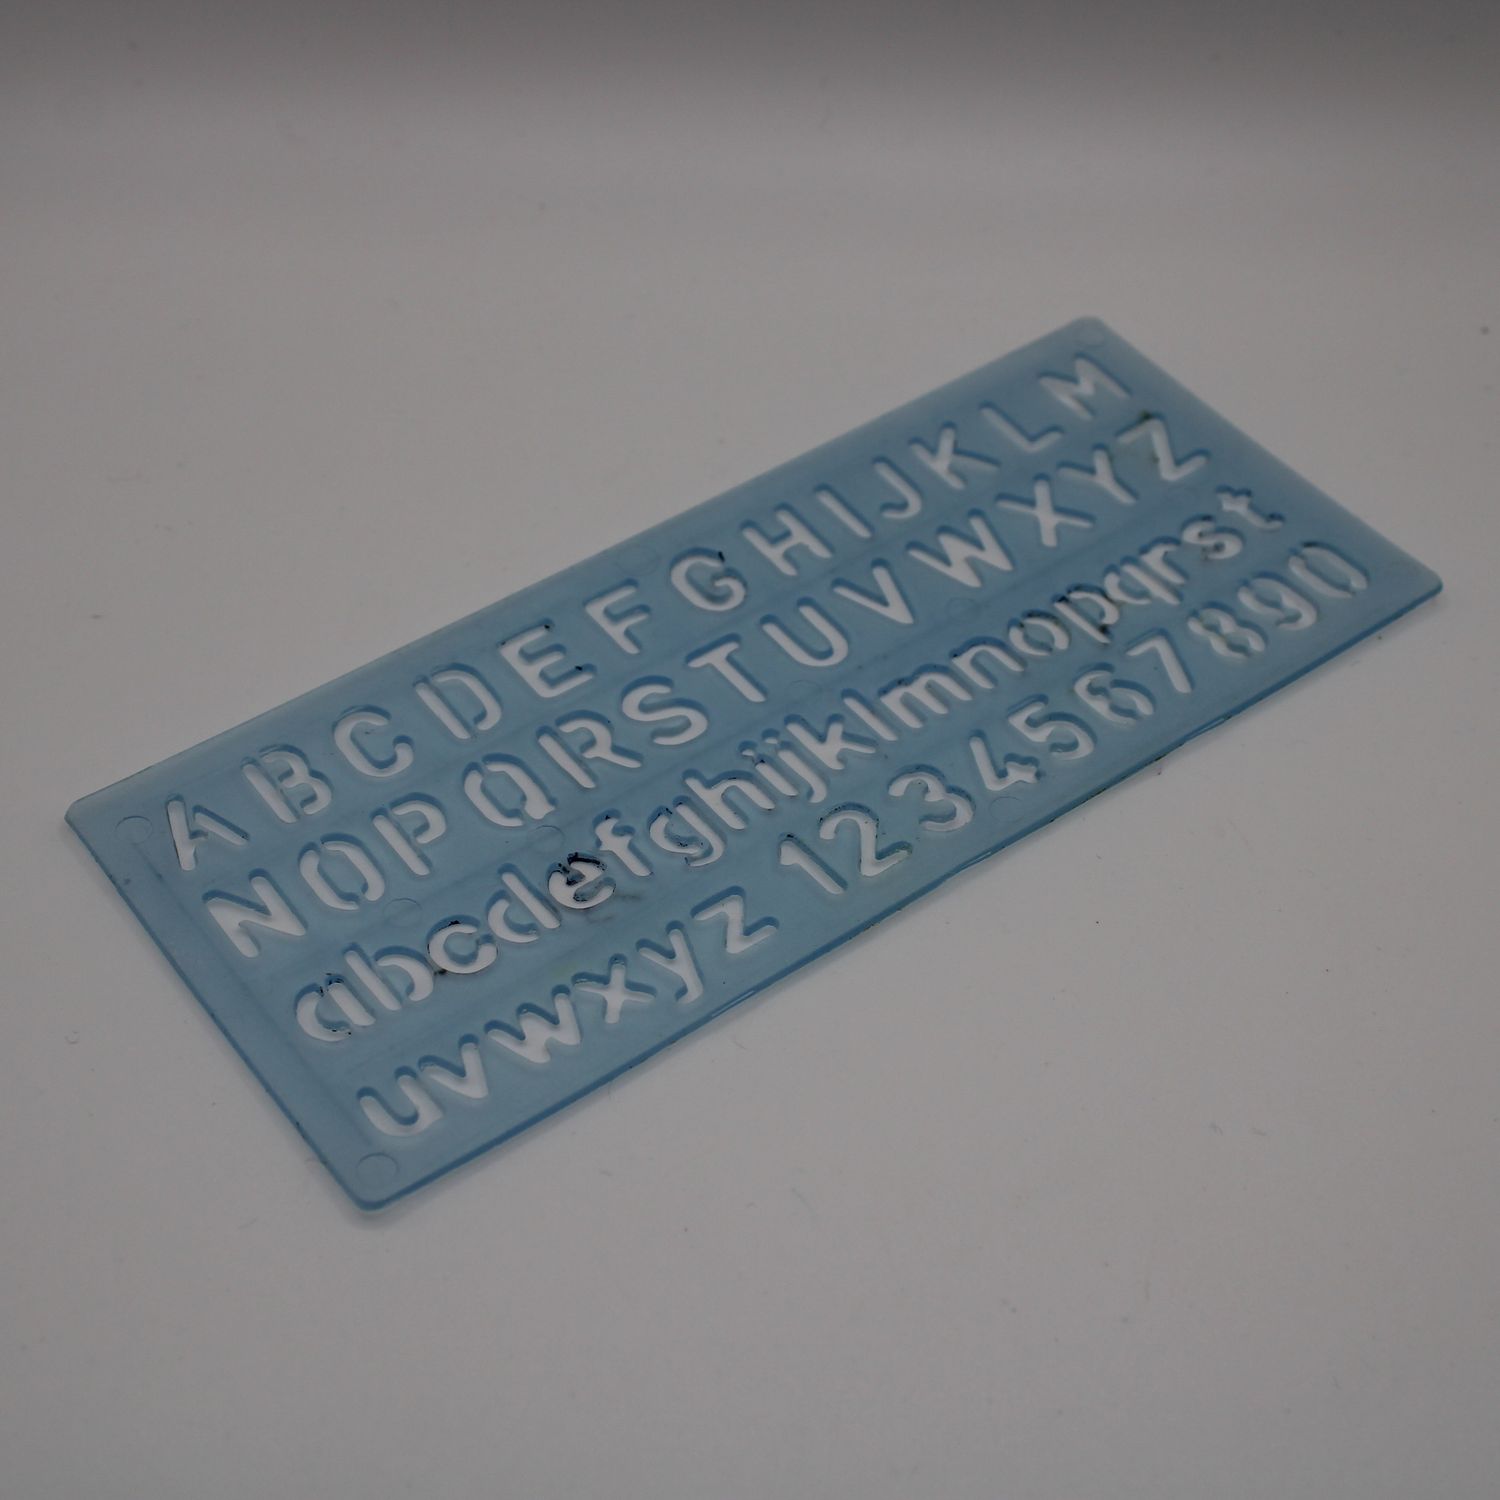 ABCDEFGHIJKLM
NOPQRSTUVWXYZ
abcdefghijklmnopqrst
uvwxyz 1234567890